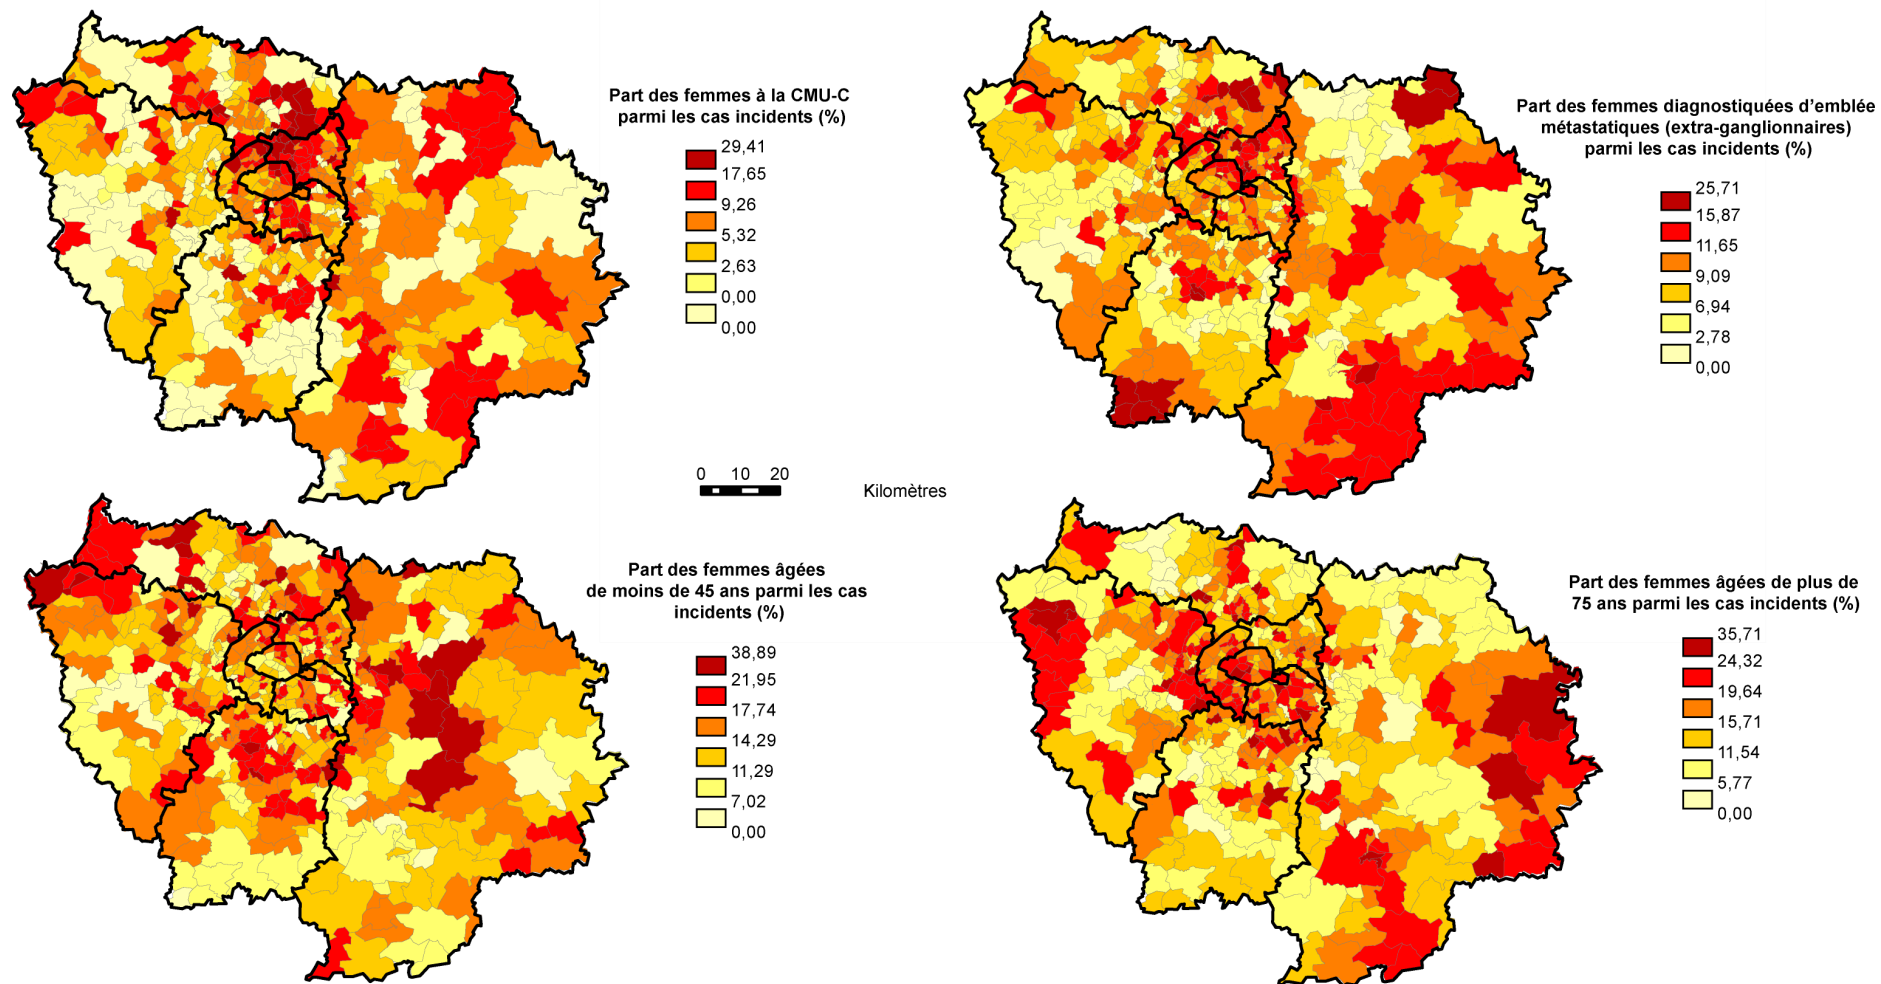 Part des femmes à la CMU-C
parmi les cas incidents (%)
29,41
17,65
9,26
5,32
2,63
0,00
0,00
Part des femmes diagnostiquées d’emblée
métastatiques (extra-ganglionnaires)
parmi les cas incidents (%)
25,71
15,87
11,65
9,09
6,94
2,78
0,00
0 10 20
Kilomètres
Part des femmes âgées
de moins de 45 ans parmi les cas
incidents (%)
38,89
21,95
17,74
14,29
11,29
7,02
0,00
Part des femmes âgées de plus de
75 ans parmi les cas incidents (%)
35,71
24,32
19,64
15,71
11,54
5,77
0,00